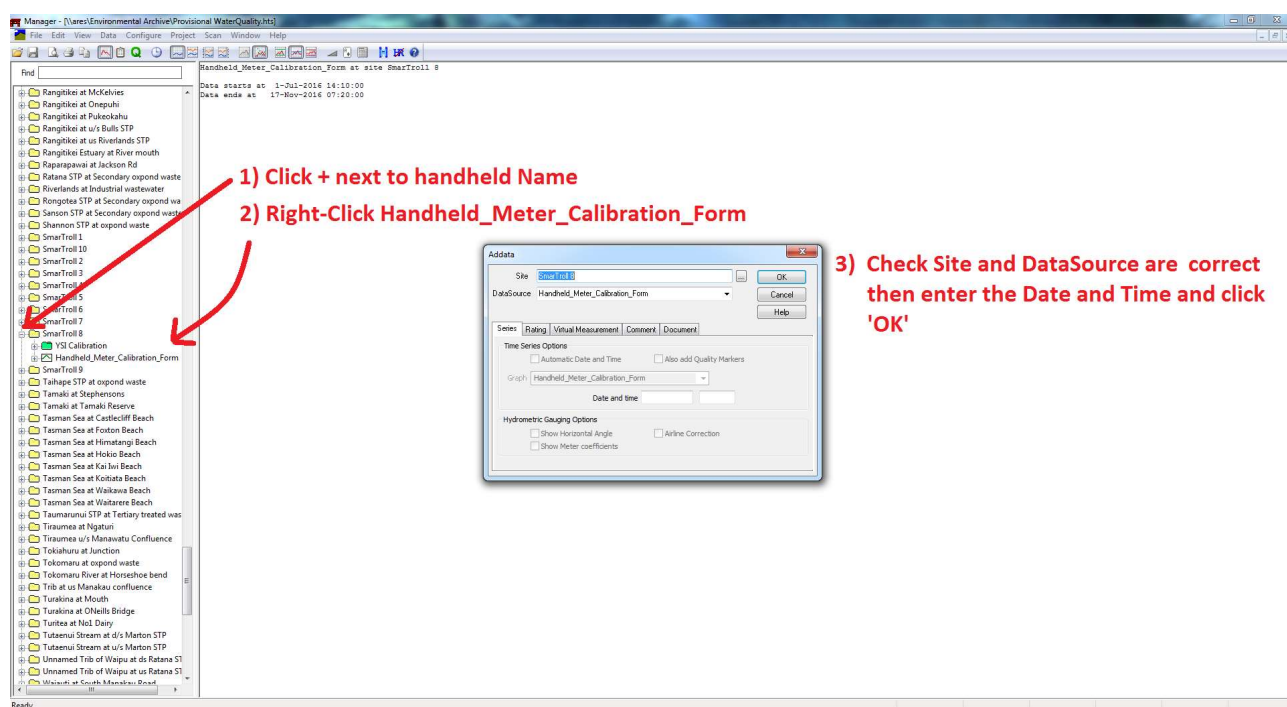 Manager - [\\ares\Environmental Archive\Provisional WaterQuality.hts]
File Edit View Data Configure Project Scan Window Help
Find
Handheld_Meter_Calibration_Form at site SmarTroll 8
Data starts at 1-Jul-2016 14:10:00
Data ends at 17-Nov-2016 07:20:00
Rangitikei at McKelvies
Rangitikei at Onepuhi
Rangitikei at Pukeokahu
Rangitikei at u/s Bulls STP
Rangitikei at us Riverlands STP
Rangitikei Estuary at River mouth
Raparapawai at Jackson Rd
Ratana STP at Secondary oxpond waste
Riverlands at Industrial wastewater
Rongotea STP at Secondary oxpond wa
Sanson STP at Secondary oxpond waste
Shannon STP at oxpond waste
SmarTroll 1
SmarTroll 10
SmarTroll 2
SmarTroll 3
SmarTroll 4
SmarTroll 5
SmarTroll 6
SmarTroll 7
SmarTroll 8
YSI Calibration
Handheld_Meter_Calibration_Form
SmarTroll 9
Taihape STP at oxpond waste
Tamaki at Stephensons
Tamaki at Tamaki Reserve
Tasman Sea at Castlecliff Beach
Tasman Sea at Foxton Beach
Tasman Sea at Himatangi Beach
Tasman Sea at Hokio Beach
Tasman Sea at Kai Iwi Beach
Tasman Sea at Koitiata Beach
Tasman Sea at Waikawa Beach
Tasman Sea at Waitarere Beach
Taumarunui STP at Tertiary treated was
Tiraumea at Ngaturi
Tiraumea u/s Manawatu Confluence
Tokiahuru at Junction
Tokomaru at oxpond waste
Tokomaru River at Horseshoe bend
Trib at us Manakau confluence
Turakina at Mouth
Turakina at ONeills Bridge
Turitea at No1 Dairy
Tutaenui Stream at d/s Marton STP
Tutaenui Stream at u/s Marton STP
Unnamed Trib of Waipu at ds Ratana ST
Unnamed Trib of Waipu at us Ratana ST
Waiauti at South Manakau Road
Ready
1) Click + next to handheld Name
2) Right-Click Handheld_Meter_Calibration_Form
Addata
Site SmarTroll 8 ... OK
DataSource Handheld_Meter_Calibration_Form Cancel
Help
Series Rating Virtual Measurement Comment Document
Time Series Options
Automatic Date and Time Also add Quality Markers
Graph Handheld_Meter_Calibration_Form
Date and time
Hydrometric Gauging Options
Show Horizontal Angle Airline Correction
Show Meter coefficients
3) Check Site and DataSource are correct
then enter the Date and Time and click
'OK'